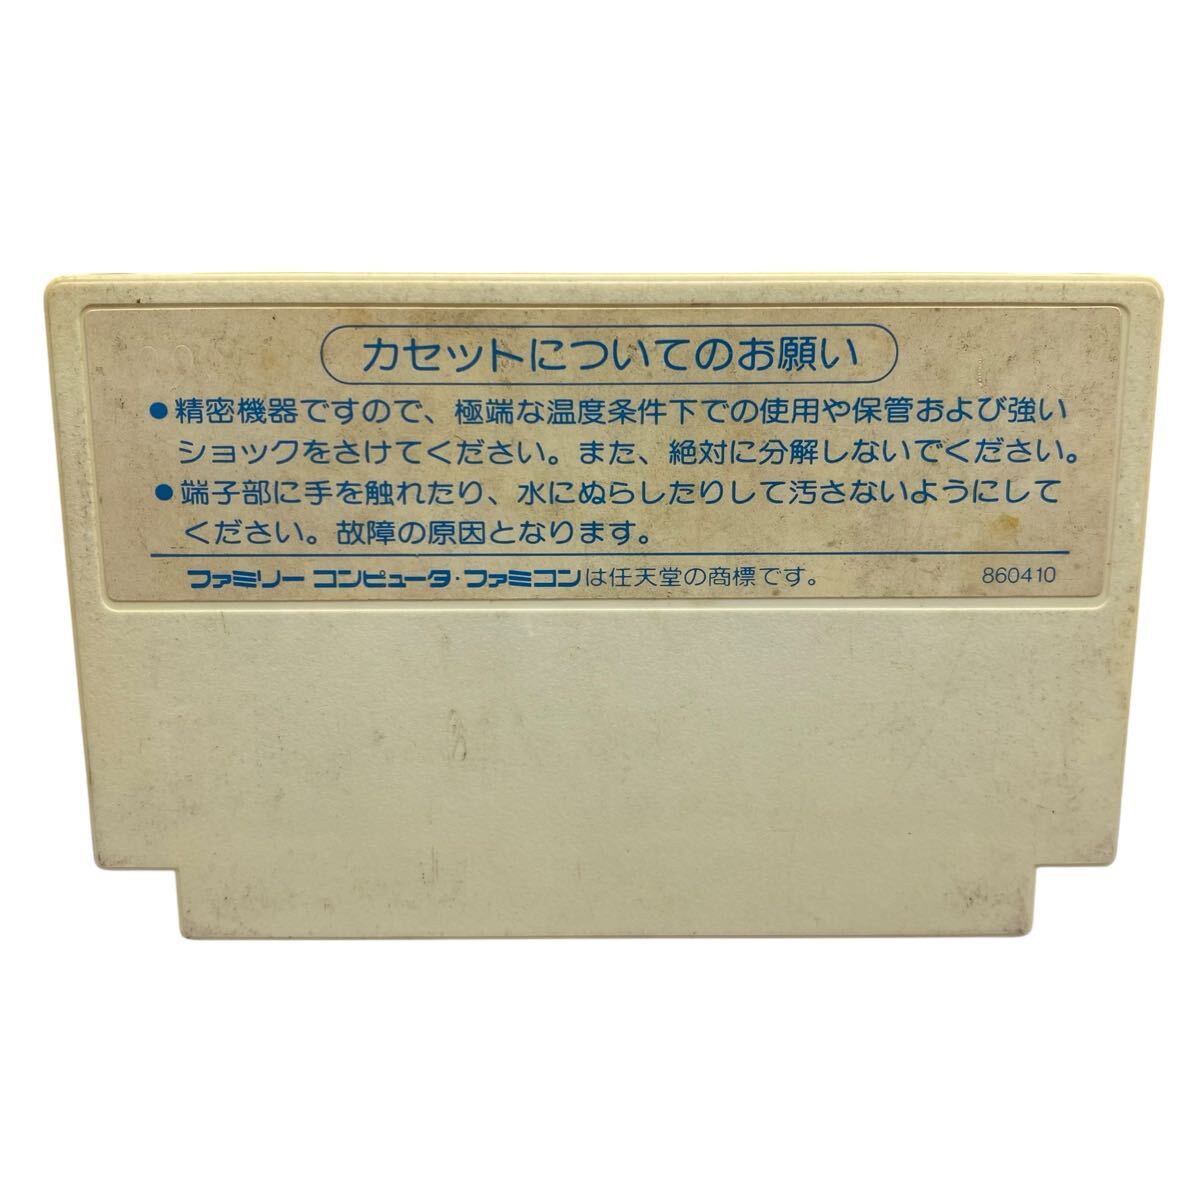 カセットについてのお願い
●精密機器ですので、極端な温度条件下での使用や保管および強い
ショックをさけてください。また、絶対に分解しないでください。
●端子部に手を触れたり、水にぬらしたりして汚さないようにして
ください。故障の原因となります。
ファミリー コンピュータ・ファミコンは任天堂の商標です。 860410